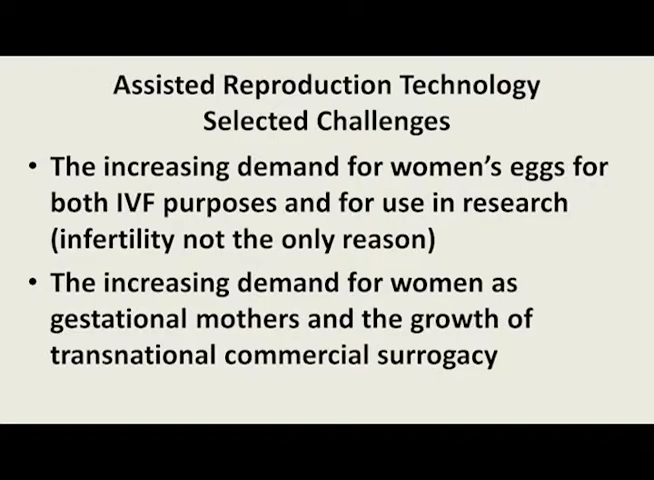 Assisted Reproduction Technology
Selected Challenges
• The increasing demand for women's eggs for
both IVF purposes and for use in research
(infertility not the only reason)
• The increasing demand for women as
gestational mothers and the growth of
transnational commercial surrogacy